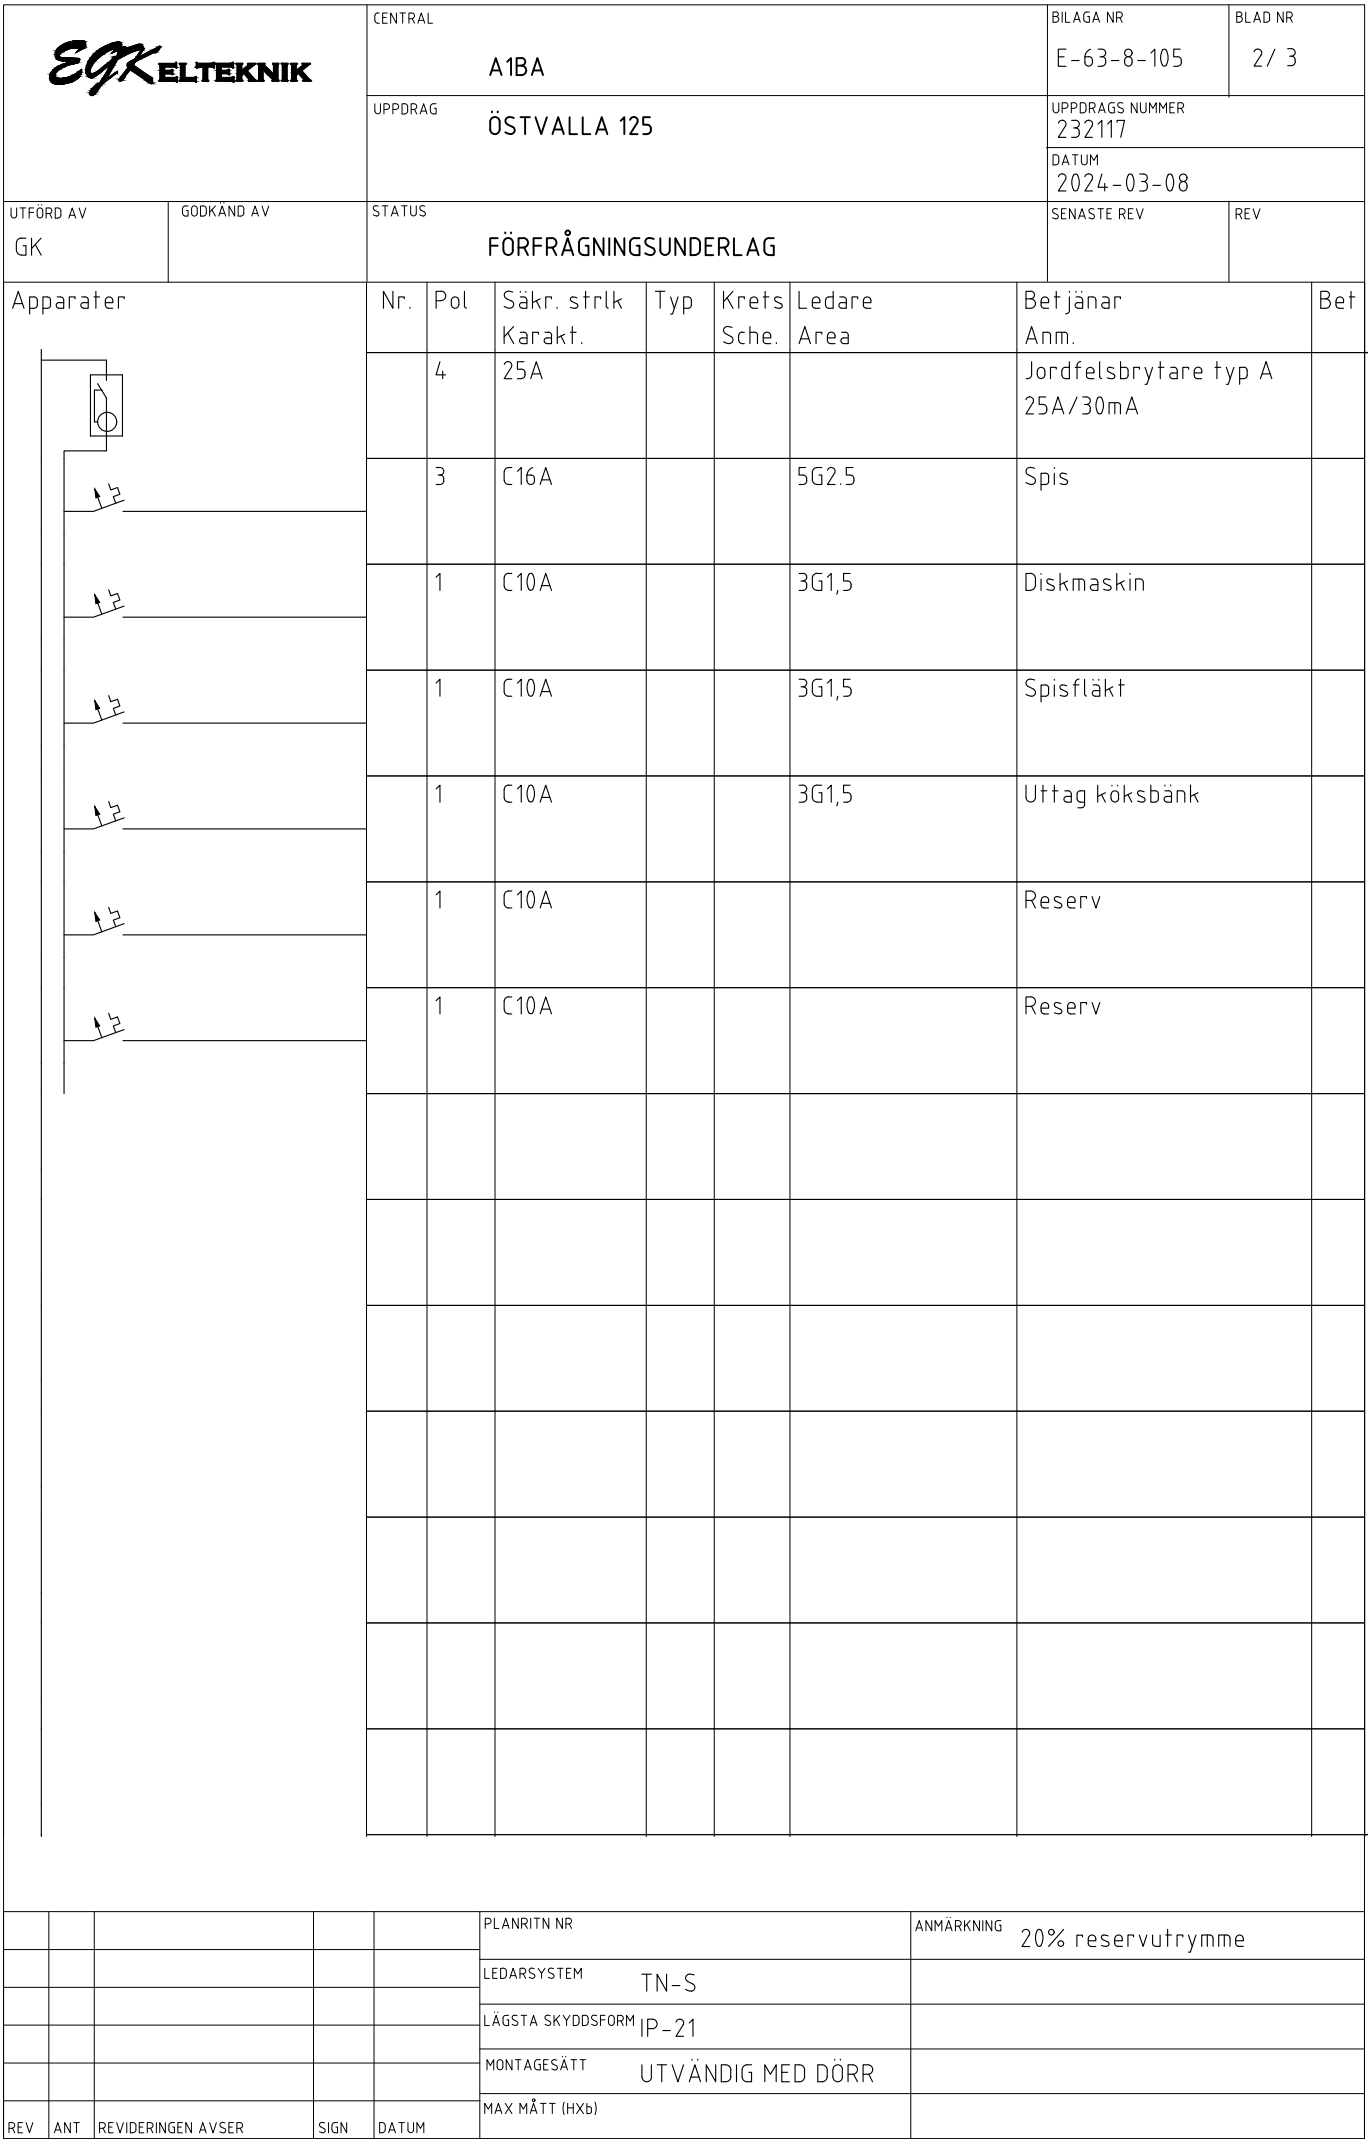 EGK ELTEKNIK
CENTRAL
A1BA
BILAGA NR
E-63-8-105
BLAD NR
2/ 3
UPPDRAG
ÖSTVALLA 125
UPPDRAGS NUMMER
232117
DATUM
2024-03-08
UTFÖRD AV
GK
GODKÄND AV
STATUS
FÖRFRÅGNINGSUNDERLAG
SENASTE REV
REV
Apparater Nr. Pol Säkr. strlk Typ Krets Ledare Betjänar Bet
Karakt. Sche. Area Anm.
4 25A Jordfelsbrytare typ A
25A/30mA
3 C16A 5G2.5 Spis
1 C10A 3G1,5 Diskmaskin
1 C10A 3G1,5 Spisfläkt
1 C10A 3G1,5 Uttag köksbänk
1 C10A Reserv
1 C10A Reserv
PLANRITN NR
ANMÄRKNING 20% reservutrymme
LEDARSYSTEM TN-S
LÄGSTA SKYDDSFORM IP-21
MONTAGESÄTT UTVÄNDIG MED DÖRR
MAX MÅTT (HXb)
REV ANT REVIDERINGEN AVSER SIGN DATUM